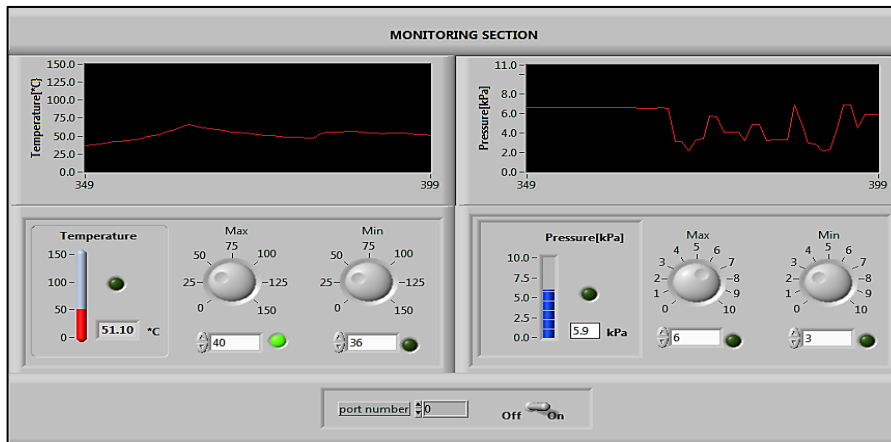 MONITORING SECTION
Temperature[*C]
150.0
125.0
100.0
75.0
50.0
25.0
0.0
349
399
Pressure[kPa]
11.0
8.0
6.0
4.0
2.0
0.0
349
399
Temperature
150
100
50
0
51.10 *C
Max
0 25 50 75 100 125 150
40
Min
0 25 50 75 100 125 150
36
Pressure[kPa]
10.0
7.5
5.0
2.5
0.0
5.9 kPa
Max
0 1 2 3 4 5 6 7 8 9 10
6
Min
0 1 2 3 4 5 6 7 8 9 10
3
port number 0
Off On